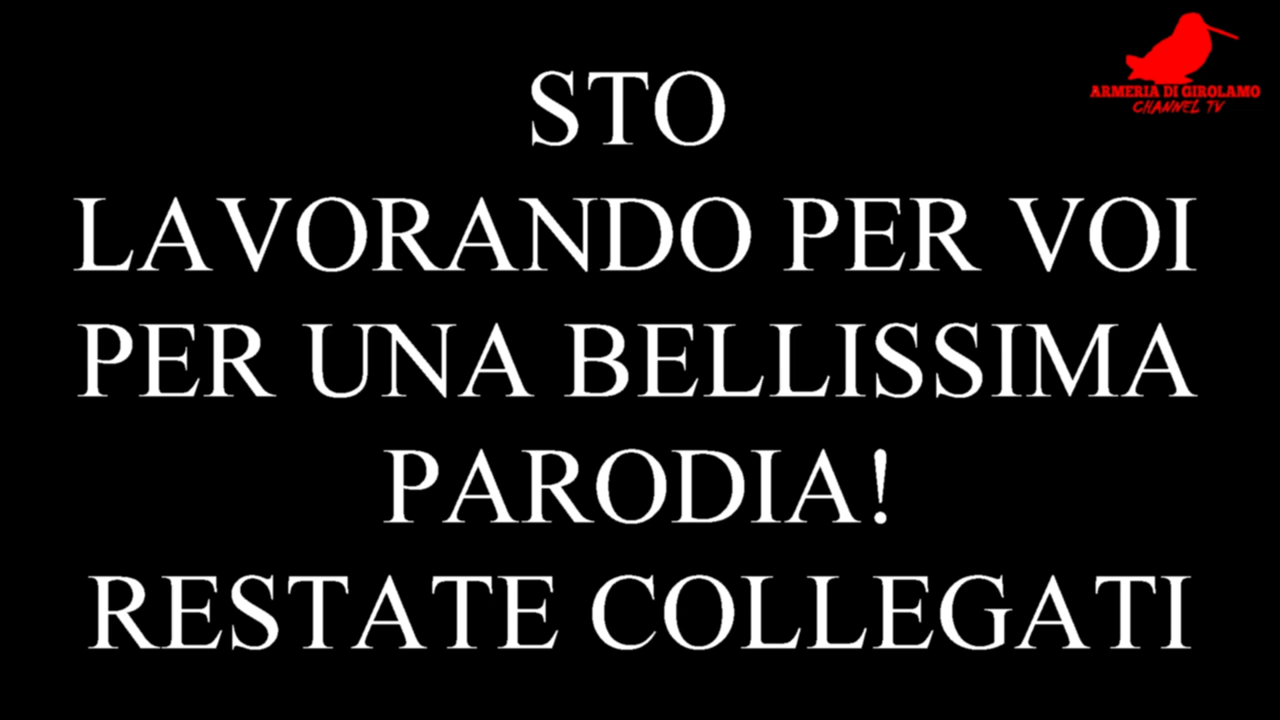 ARMERIA DI GIROLAMO
CHANNEL TV
STO
LAVORANDO PER VOI
PER UNA BELLISSIMA
PARODIA!
RESTATE COLLEGATI